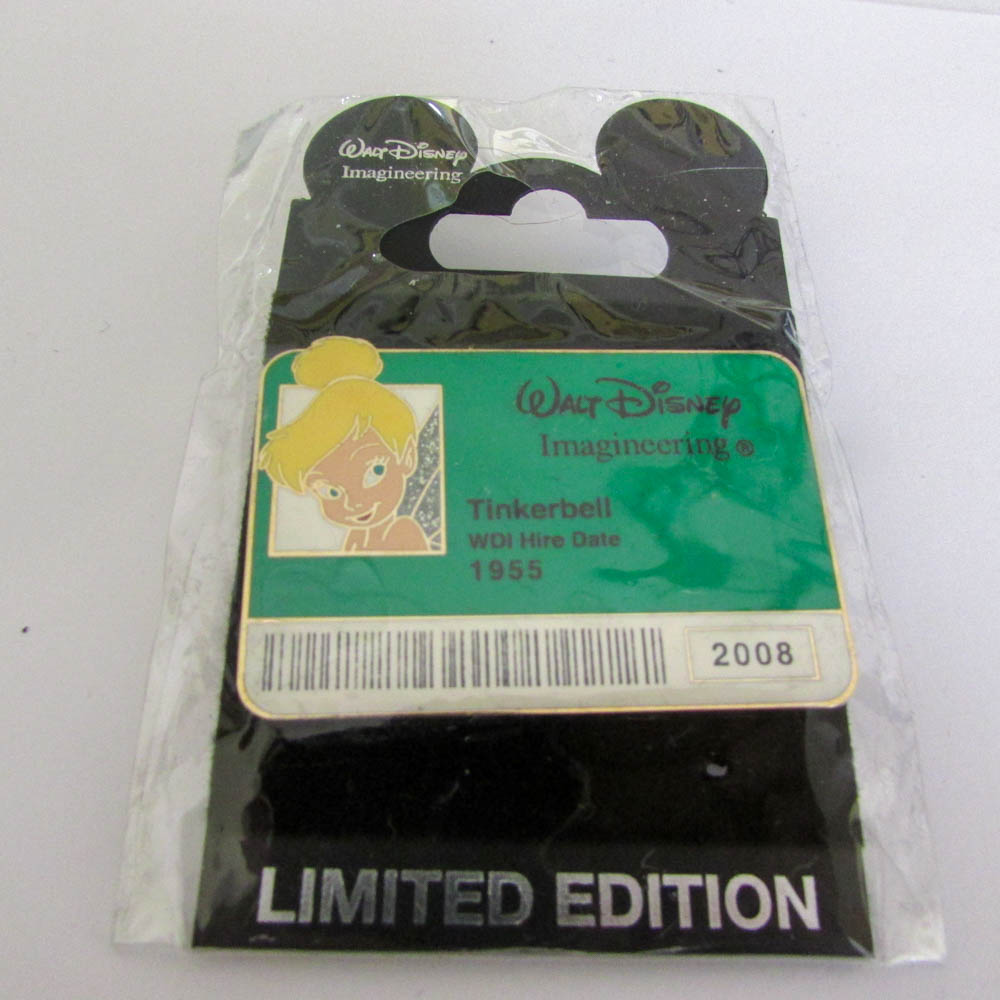 WALT DISNEY
Imagineering
WALT DISNEY
Imagineering®
Tinkerbell
WDI Hire Date
1955
2008
LIMITED EDITION